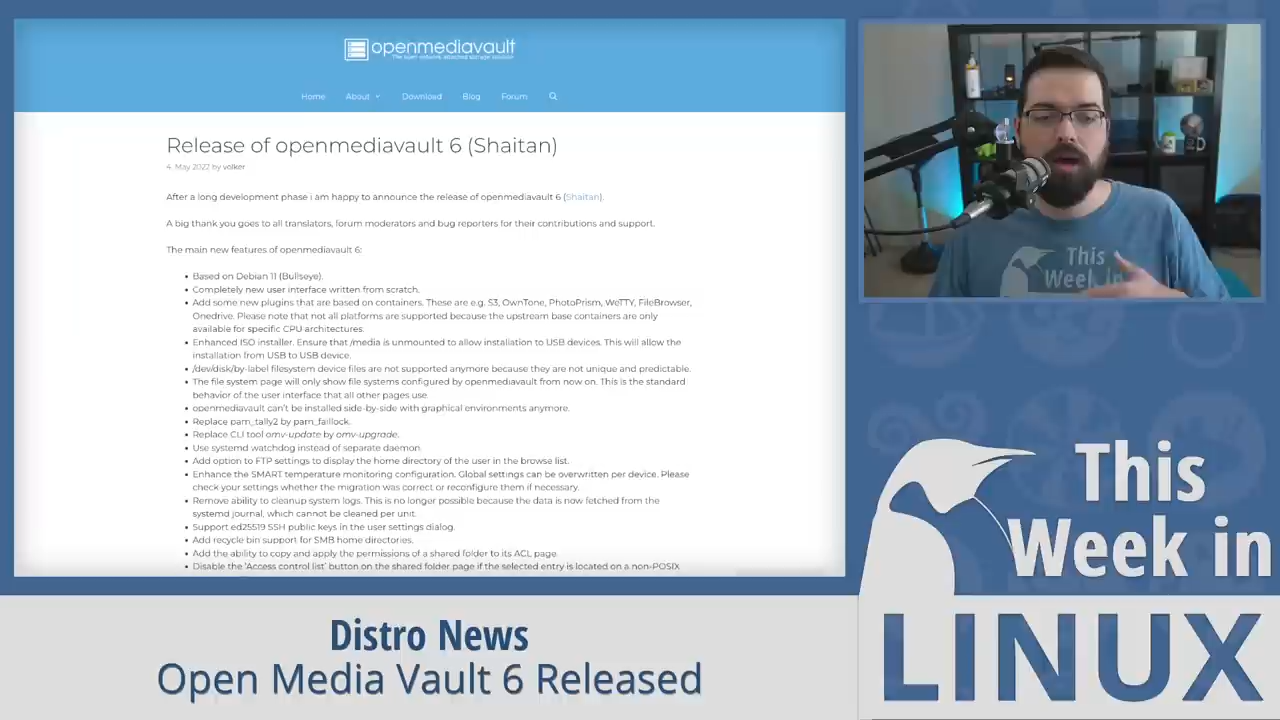 openmediavault
The open network attached storage solution
Home
About
Download
Blog
Forum
Release of openmediavault 6 (Shaitan)
4. May 2022 by volker
After a long development phase i am happy to announce the release of openmediavault 6 (Shaitan).
A big thank you goes to all translators, forum moderators and bug reporters for their contributions and support.
The main new features of openmediavault 6:
• Based on Debian 11 (Bullseye).
• Completely new user interface written from scratch.
• Add some new plugins that are based on containers. These are e.g. S3, OwnTone, PhotoPrism, WeTTY, FileBrowser,
Onedrive. Please note that not all platforms are supported because the upstream base containers are only
available for specific CPU architectures.
• Enhanced ISO installer. Ensure that /media is unmounted to allow installation to USB devices. This will allow the
installation from USB to USB device.
• /dev/disk/by-label filesystem device files are not supported anymore because they are not unique and predictable.
• The file system page will only show file systems configured by openmediavault from now on. This is the standard
behavior of the user interface that all other pages use.
• openmediavault can't be installed side-by-side with graphical environments anymore.
• Replace pam_tally2 by pam_faillock.
• Replace CLI tool omv-update by omv-upgrade.
• Use systemd watchdog instead of separate daemon.
• Add option to FTP settings to display the home directory of the user in the browse list.
• Enhance the SMART temperature monitoring configuration. Global settings can be overwritten per device. Please
check your settings whether the migration was correct or reconfigure them if necessary.
• Remove ability to cleanup system logs. This is no longer possible because the data is now fetched from the
systemd journal, which cannot be cleaned per unit.
• Support ed25519 SSH public keys in the user settings dialog.
• Add recycle bin support for SMB home directories.
• Add the ability to copy and apply the permissions of a shared folder to its ACL page.
• Disable the 'Access control list' button on the shared folder page if the selected entry is located on a non-POSIX
This
Week in
This
Week in
LINUX
Distro News
Open Media Vault 6 Released